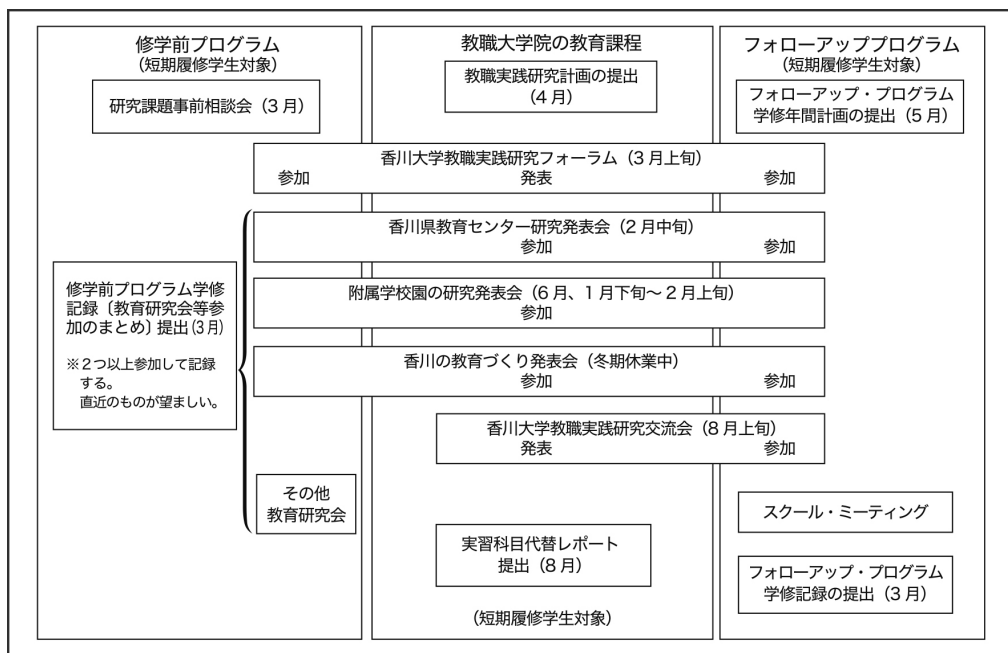 修学前プログラム
(短期履修学生対象)
研究課題事前相談会（3月）
教職大学院の教育課程
教職実践研究計画の提出
（4月）
フォローアッププログラム
(短期履修学生対象)
フォローアップ・プログラム
学修年間計画の提出（5月）
香川大学教職実践研究フォーラム（3月上旬）
参加 発表 参加
香川県教育センター研究発表会（2月中旬）
参加 参加
附属学校園の研究発表会（6月、1月下旬～2月上旬）
参加
香川の教育づくり発表会（冬期休業中）
参加 参加
香川大学教職実践研究交流会（8月上旬）
発表 参加
修学前プログラム学修
記録〔教育研究会等参
加のまとめ〕提出(3月)
※２つ以上参加して記録
する。
直近のものが望ましい。
その他
教育研究会
実習科目代替レポート
提出（8月）
(短期履修学生対象)
スクール・ミーティング
フォローアップ・プログラム
学修記録の提出（3月）